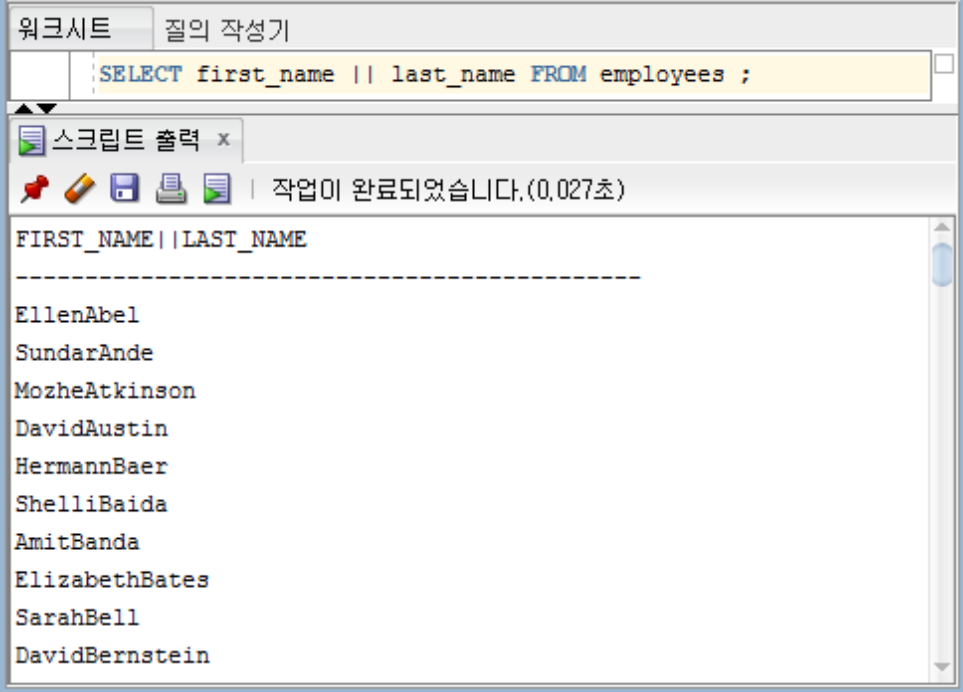 워크시트 질의 작성기
SELECT first_name || last_name FROM employees ;
스크립트 출력 x
작업이 완료되었습니다.(0,027초)
FIRST_NAME||LAST_NAME
---------------------------------------------
EllenAbel
SundarAnde
MozheAtkinson
DavidAustin
HermannBaer
ShelliBaida
AmitBanda
ElizabethBates
SarahBell
DavidBernstein